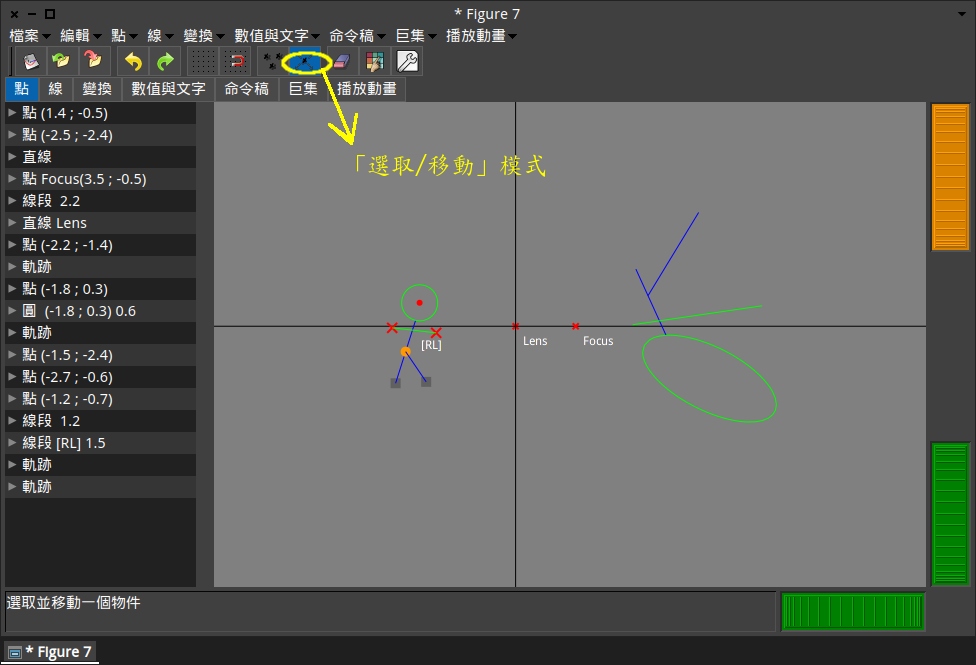 * Figure 7
檔案 編輯 點 線 變換 數值與文字 命令稿 巨集 播放動畫
點 線 變換 數值與文字 命令稿 巨集 播放動畫
點 (1.4 ; -0.5)
點 (-2.5 ; -2.4)
直線
點 Focus(3.5 ; -0.5)
線段 2.2
直線 Lens
點 (-2.2 ; -1.4)
軌跡
點 (-1.8 ; 0.3)
圓 (-1.8 ; 0.3) 0.6
軌跡
點 (-1.5 ; -2.4)
點 (-2.7 ; -0.6)
點 (-1.2 ; -0.7)
線段 1.2
線段 [RL] 1.5
軌跡
軌跡
「選取/移動」模式
[RL]
Lens
Focus
選取並移動一個物件
* Figure 7